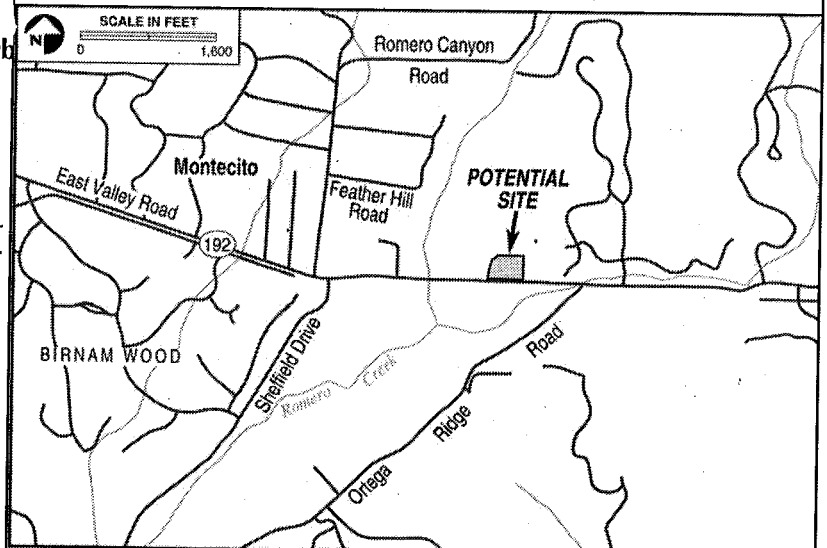 SCALE IN FEET
N
0 1,600
Romero Canyon
Road
Montecito
East Valley Road
192
Feather Hill
Road
POTENTIAL
SITE
BIRNAM WOOD
Sheffield Drive
Romero Creek
Ortega Ridge Road